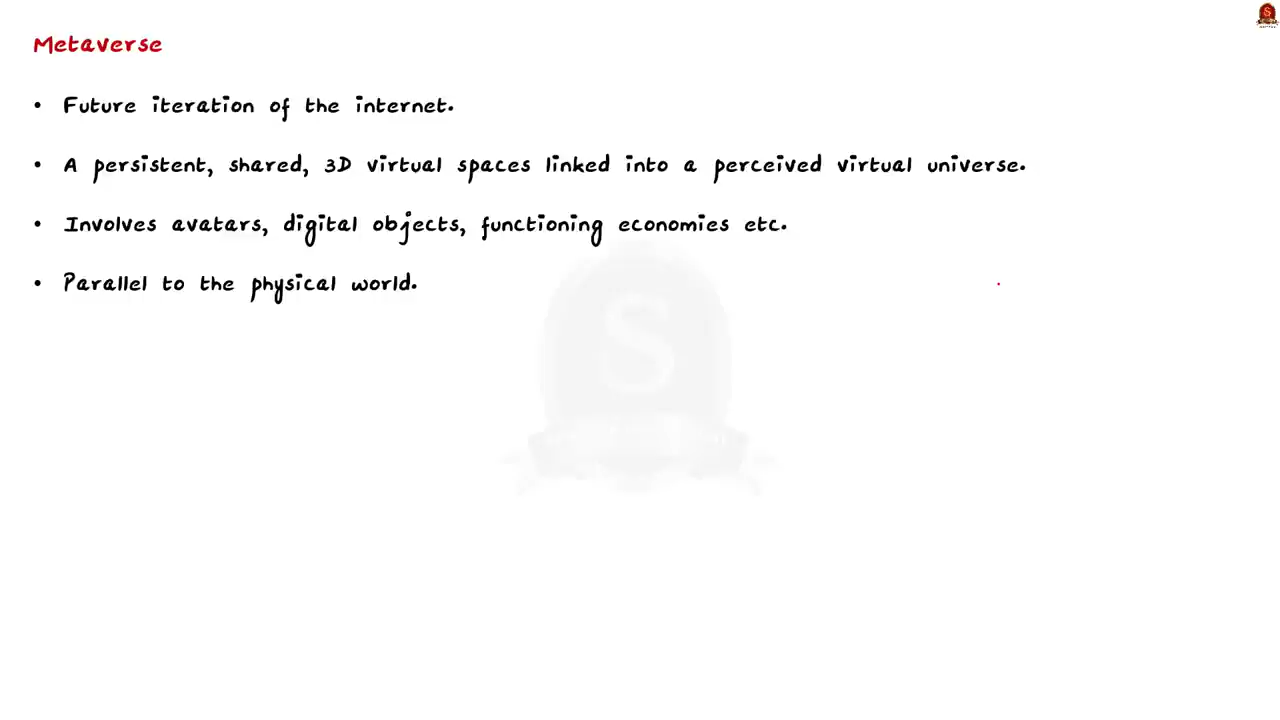 Metaverse
• Future iteration of the internet.
• A persistent, shared, 3D virtual spaces linked into a perceived virtual universe.
• Involves avatars, digital objects, functioning economies etc.
• Parallel to the physical world.
S